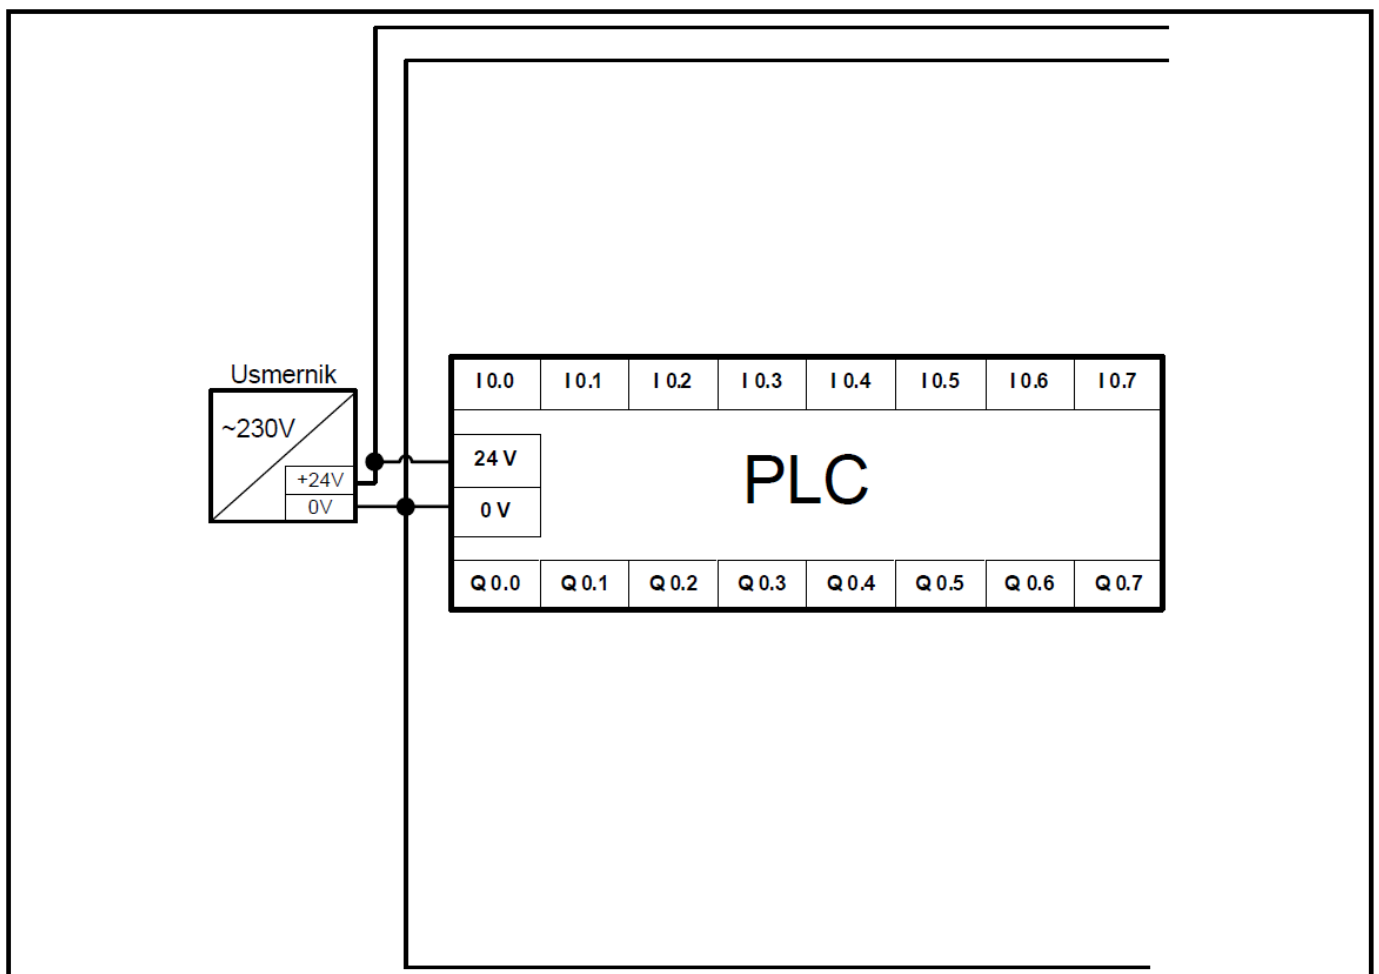 Usmernik
~230V
+24V
0V
I 0.0 I 0.1 I 0.2 I 0.3 I 0.4 I 0.5 I 0.6 I 0.7
24 V
0 V
PLC
Q 0.0 Q 0.1 Q 0.2 Q 0.3 Q 0.4 Q 0.5 Q 0.6 Q 0.7